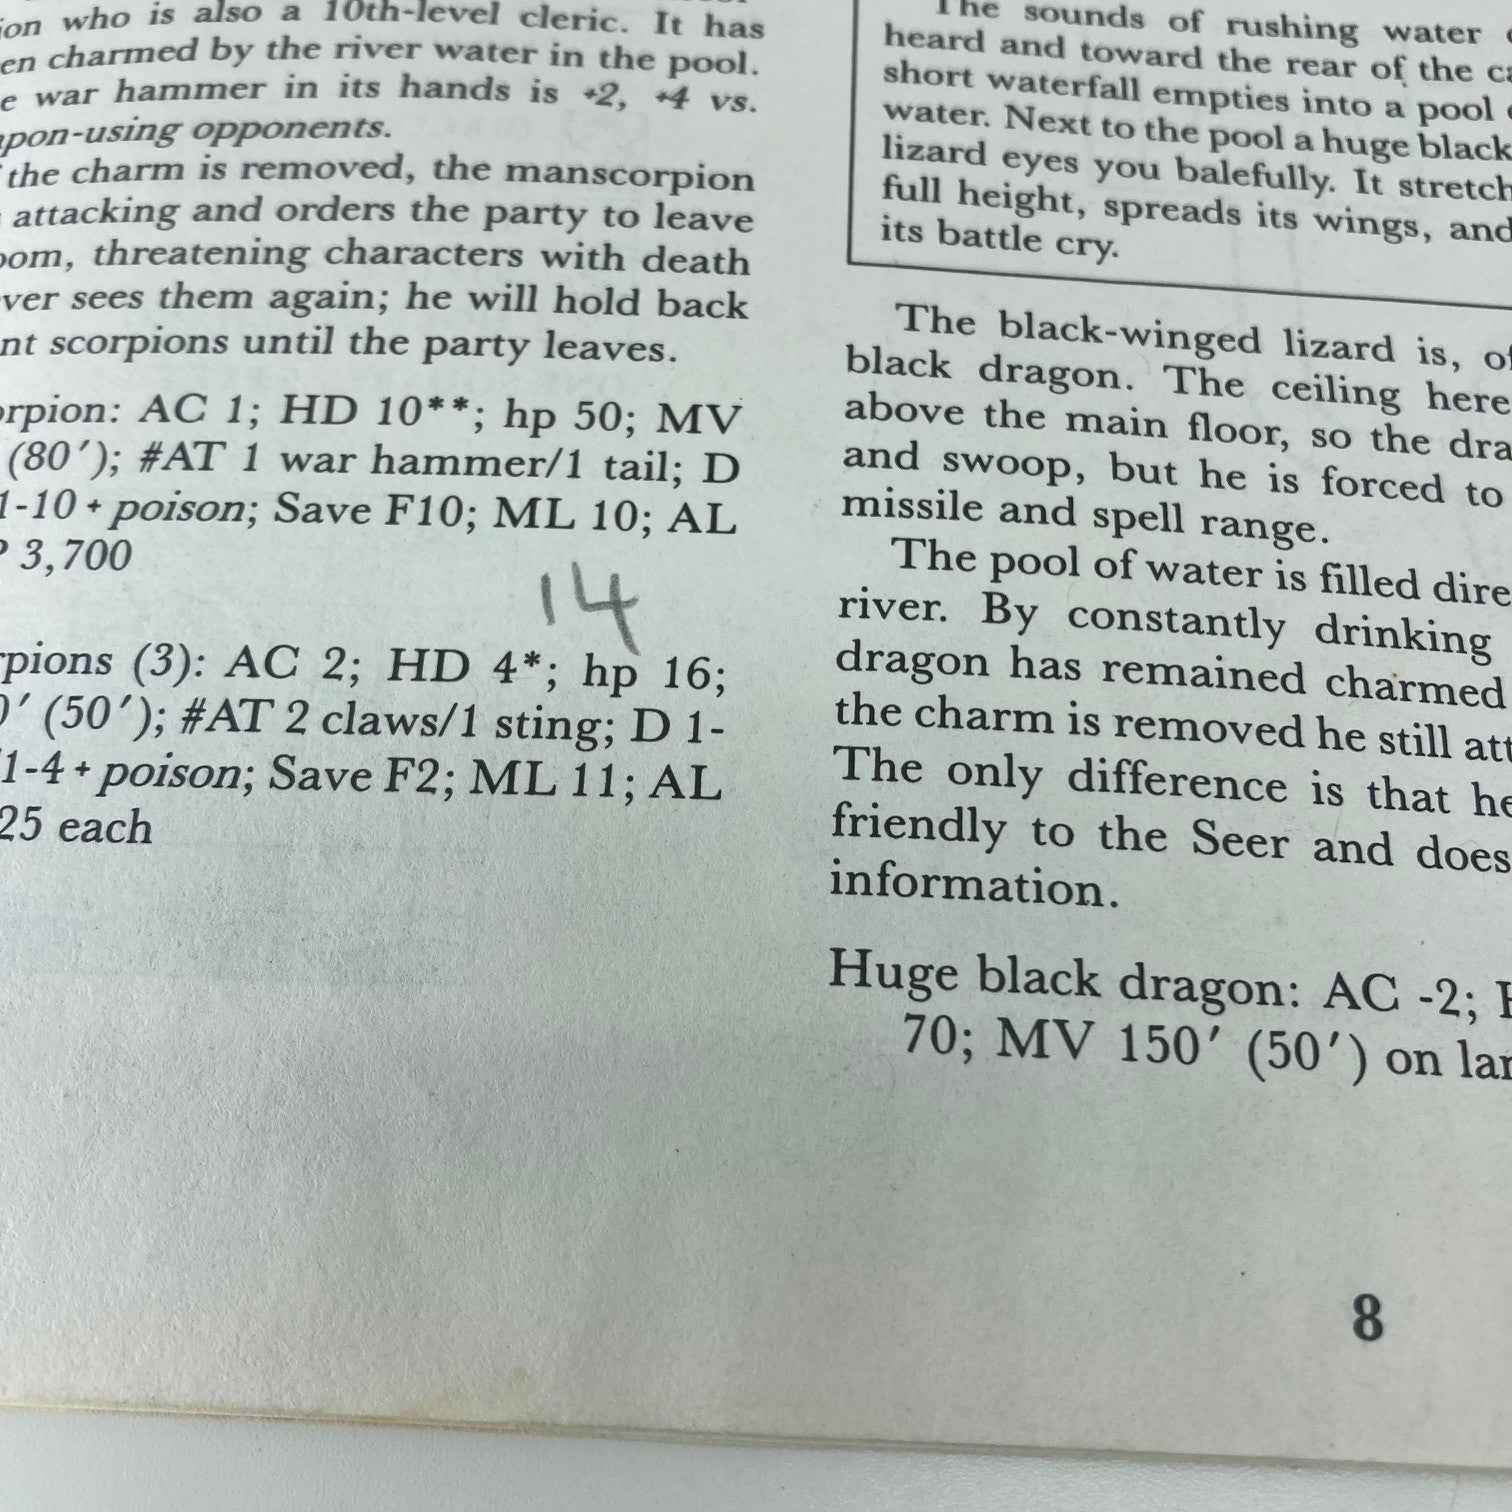 who is also a 10th-level cleric. It has
charmed by the river water in the pool.
war hammer in its hands is +2, +4 vs.
-using opponents.
the charm is removed, the manscorpion
attacking and orders the party to leave
threatening characters with death
sees them again; he will hold back
scorpions until the party leaves.
AC 1; HD 10**; hp 50; MV
(80'); #AT 1 war hammer/1 tail; D
1-10 + poison; Save F10; ML 10; AL
3,700
14
(3): AC 2; HD 4*; hp 16;
(50'); #AT 2 claws/1 sting; D 1-
1-4 + poison; Save F2; ML 11; AL
25 each
The sounds of rushing water
heard and toward the rear of the
short waterfall empties into a pool
water. Next to the pool a huge black
lizard eyes you balefully. It stretch
full height, spreads its wings, and
its battle cry.
The black-winged lizard is,
black dragon. The ceiling here
above the main floor, so the
and swoop, but he is forced to
missile and spell range.
The pool of water is filled dire
river. By constantly drinking
dragon has remained charmed
the charm is removed he still
The only difference is that he
friendly to the Seer and does
information.
Huge black dragon: AC -2;
70; MV 150' (50') on
8